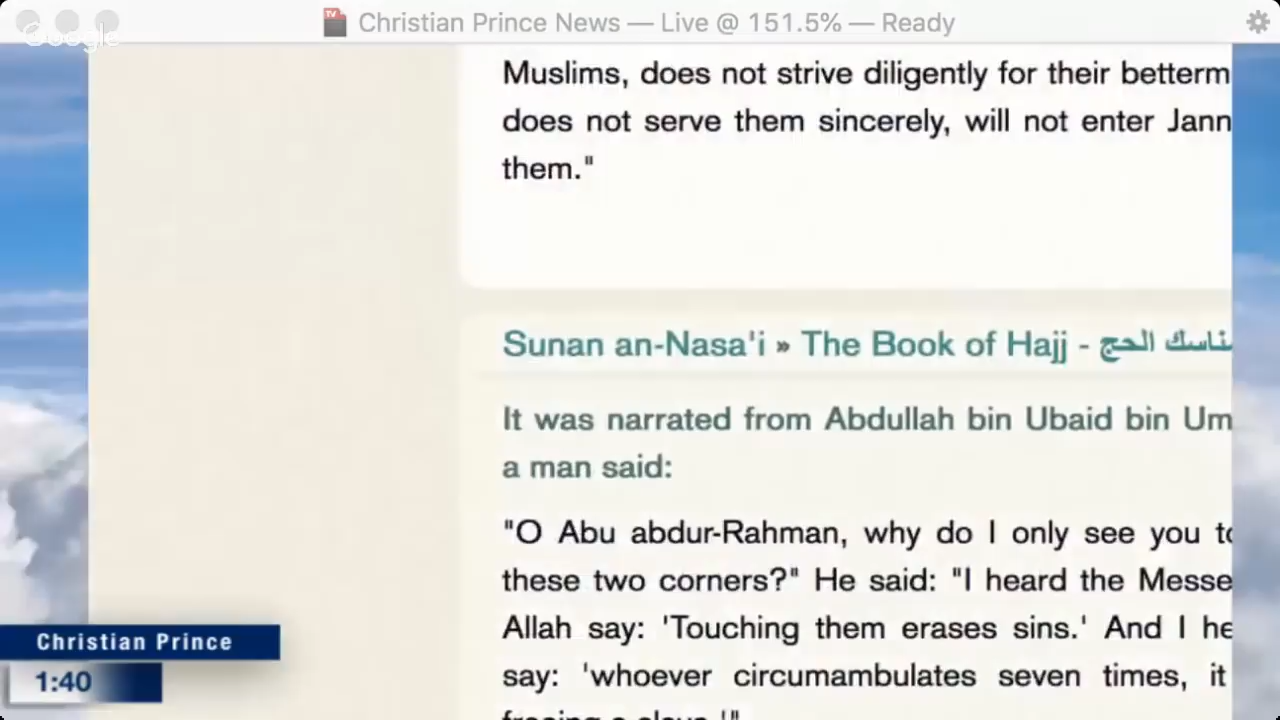 Google
Christian Prince News — Live @ 151.5% — Ready
Muslims, does not strive diligently for their betterm
does not serve them sincerely, will not enter Jann
them."
Sunan an-Nasa'i » The Book of Hajj - مناسك الحج
It was narrated from Abdullah bin Ubaid bin Um
a man said:
"O Abu abdur-Rahman, why do I only see you to
these two corners?" He said: "I heard the Messe
Allah say: 'Touching them erases sins.' And I he
say: 'whoever circumambulates seven times, it
freeing a slave.'"
Christian Prince
1:40